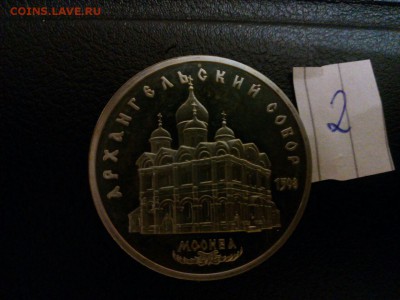 COINS.LAVE.RU
АРХАНГЕЛЬСКИЙ СОБОР
1508
МОСКВА
2